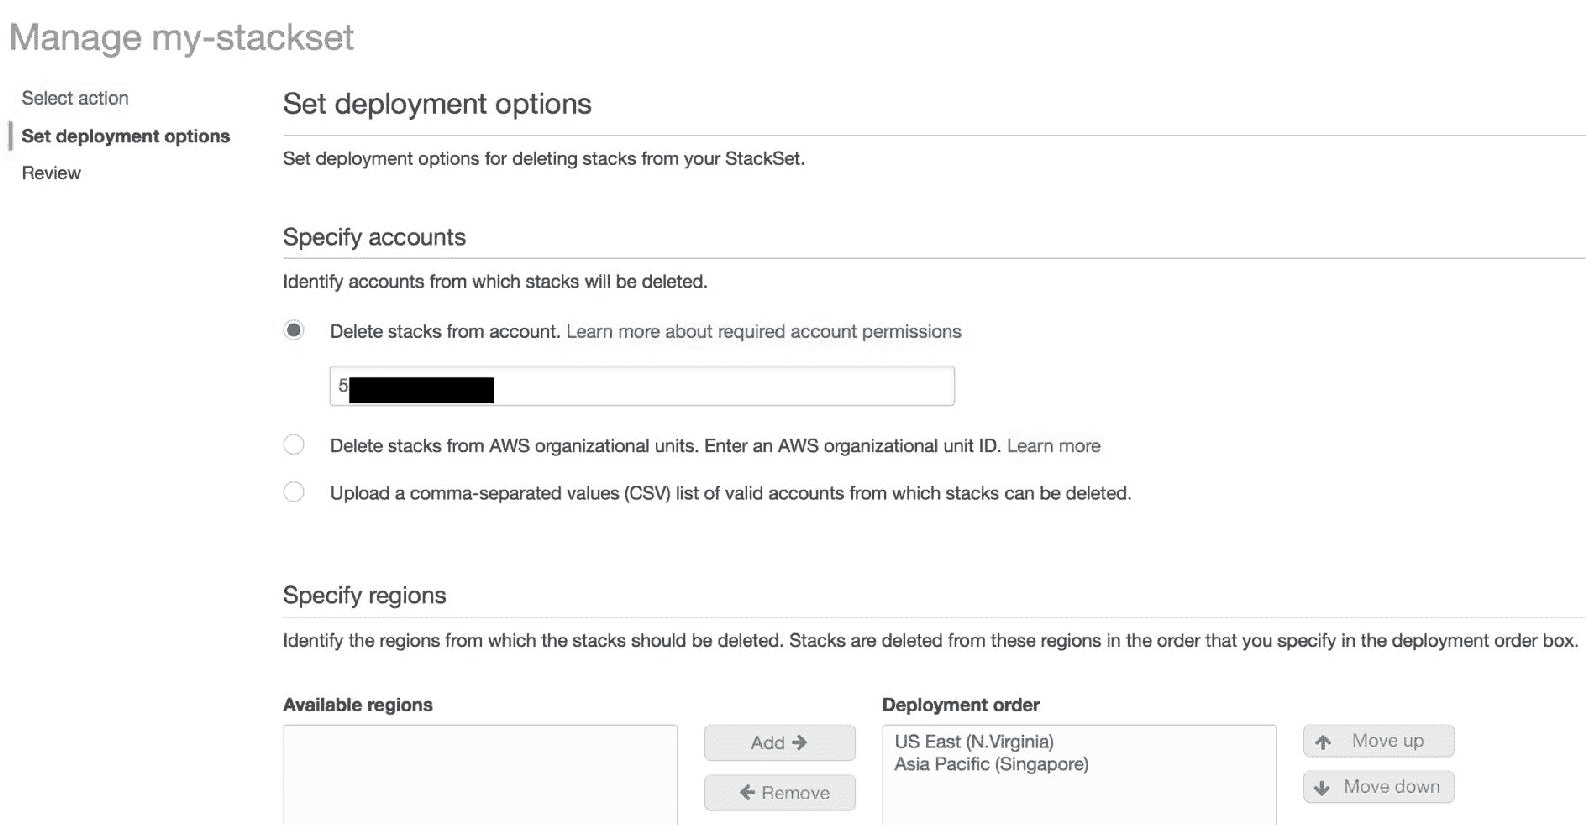 Manage my-stackset
Select action
Set deployment options
Review
Set deployment options
Set deployment options for deleting stacks from your StackSet.
Specify accounts
Identify accounts from which stacks will be deleted.
Delete stacks from account. Learn more about required account permissions
5
Delete stacks from AWS organizational units. Enter an AWS organizational unit ID. Learn more
Upload a comma-separated values (CSV) list of valid accounts from which stacks can be deleted.
Specify regions
Identify the regions from which the stacks should be deleted. Stacks are deleted from these regions in the order that you specify in the deployment order box.
Available regions
Add
Remove
Deployment order
US East (N.Virginia)
Asia Pacific (Singapore)
Move up
Move down